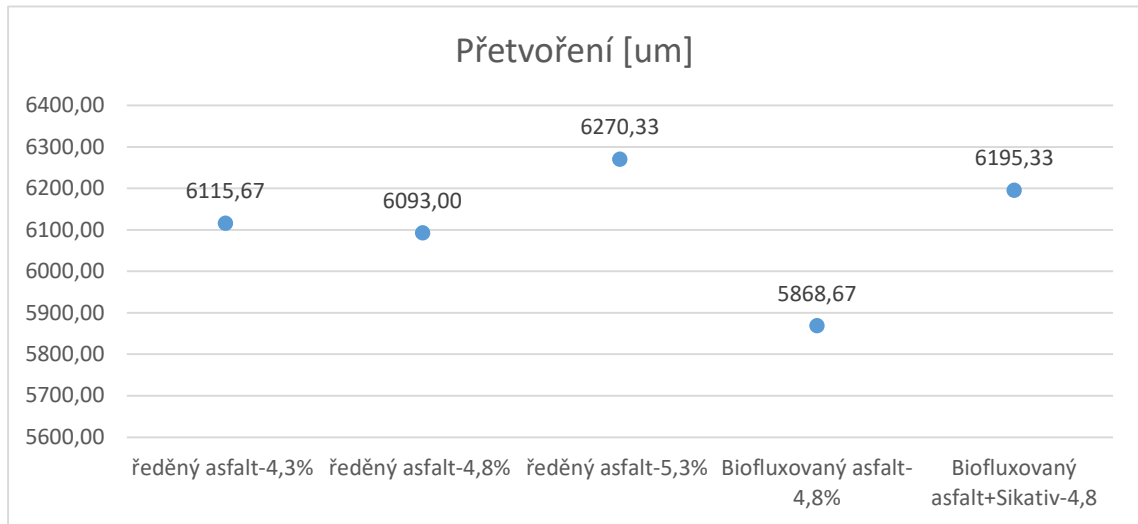 Přetvoření [um]
6400,00
6300,00
6200,00
6100,00
6000,00
5900,00
5800,00
5700,00
5600,00
6115,67
6093,00
6270,33
5868,67
6195,33
ředěný asfalt-4,3%
ředěný asfalt-4,8%
ředěný asfalt-5,3%
Biofluxovaný asfalt-
4,8%
Biofluxovaný
asfalt+Sikativ-4,8